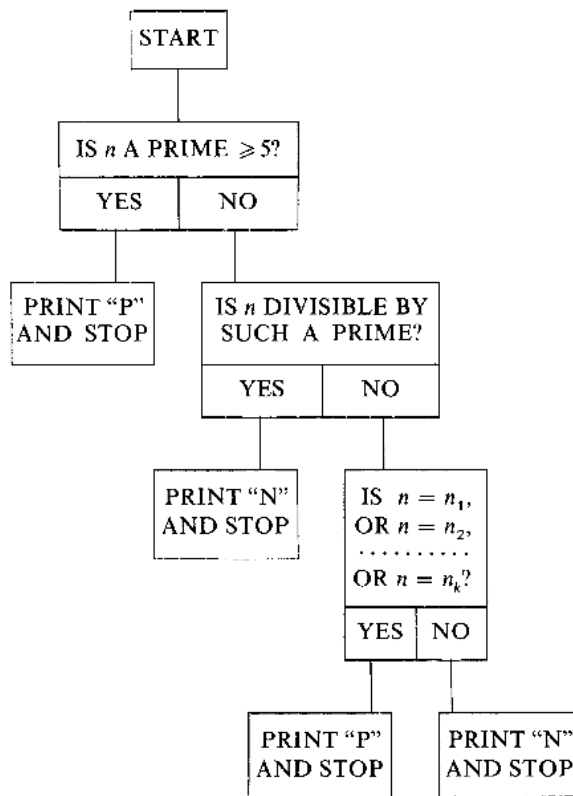 START
IS n A PRIME ⩾ 5?
YES NO
PRINT “P”
AND STOP
IS n DIVISIBLE BY
SUCH A PRIME?
YES NO
PRINT “N”
AND STOP
IS n = n₁,
OR n = n₂,
. . . . . . . . . .
OR n = nₖ?
YES NO
PRINT “P”
AND STOP
PRINT “N”
AND STOP